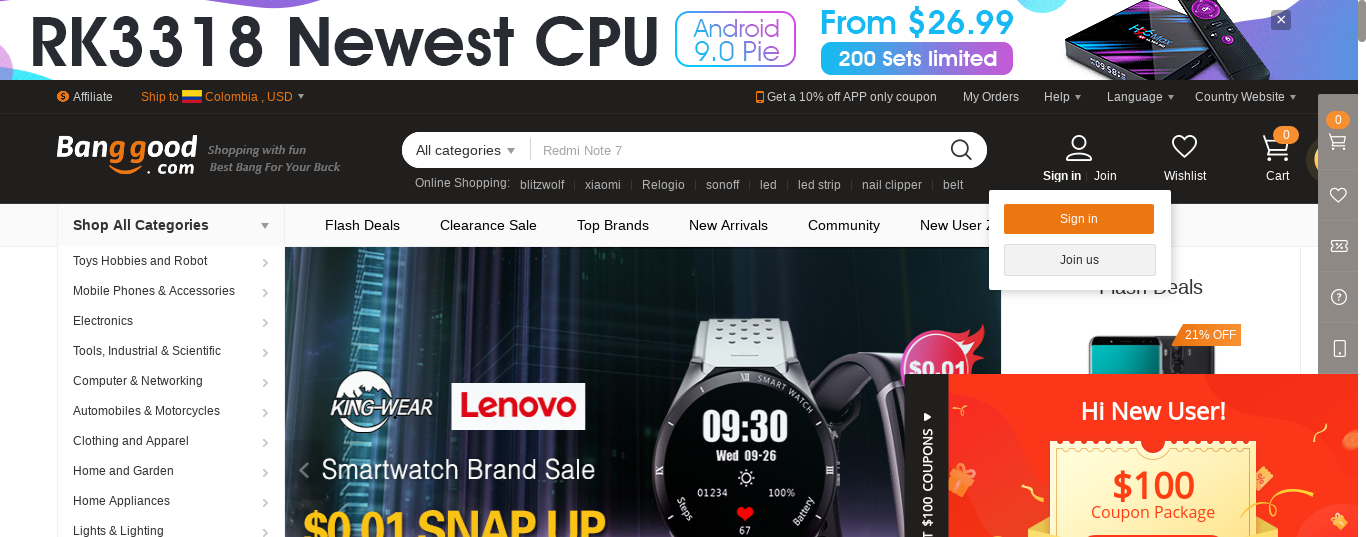 RK3318 Newest CPU
Android
9.0 Pie
From $26.99
200 Sets limited
Affiliate
Ship to Colombia , USD
Get a 10% off APP only coupon
My Orders
Help
Language
Country Website
Banggood
.com
Shopping with fun
Best Bang For Your Buck
All categories
Redmi Note 7
Online Shopping:
blitzwolf
xiaomi
Relogio
sonoff
led
led strip
nail clipper
belt
Sign in
Join
Wishlist
0
Cart
0
Sign in
Join us
Shop All Categories
Flash Deals
Clearance Sale
Top Brands
New Arrivals
Community
New User
Toys Hobbies and Robot
Mobile Phones & Accessories
Electronics
Tools, Industrial & Scientific
Computer & Networking
Automobiles & Motorcycles
Clothing and Apparel
Home and Garden
Home Appliances
Lights & Lighting
KING-WEAR
Lenovo
Smartwatch Brand Sale
$0.01 SNAP UP
SMART WATCH
09:30
Wed 09-26
01234
100%
67
Steps
Battery
$0.01
Flash Deals
21% OFF
$100 COUPONS
Hi New User!
$100
Coupon Package